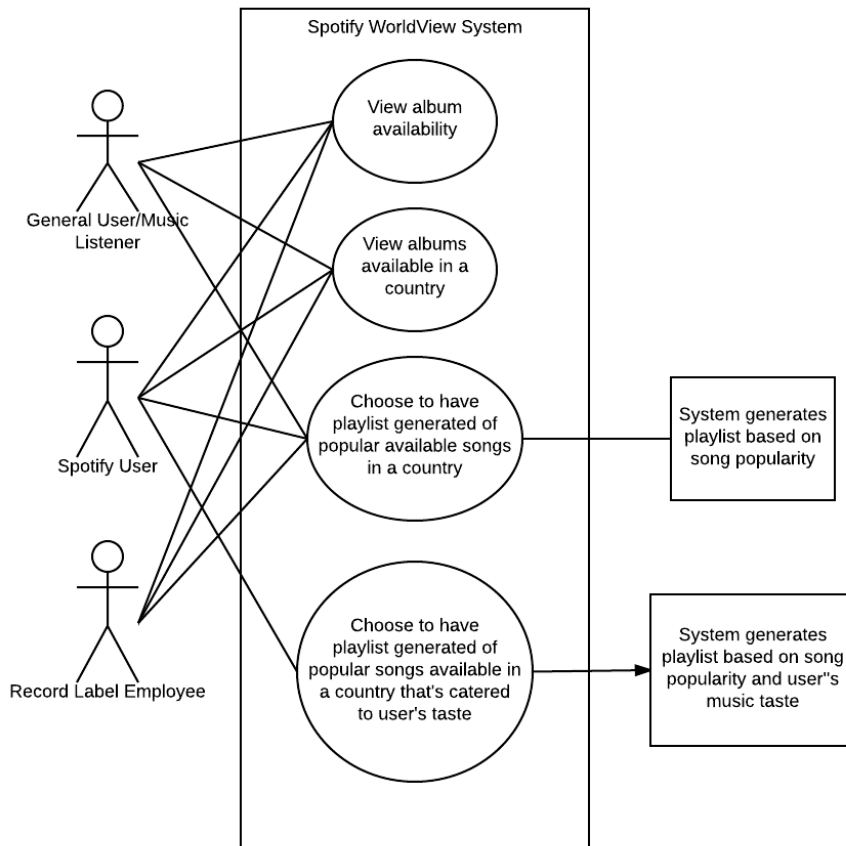 Spotify WorldView System
View album
availability
General User/Music
Listener
View albums
available in a
country
Spotify User
Choose to have
playlist generated of
popular available songs
in a country
System generates
playlist based on
song popularity
Record Label Employee
Choose to have
playlist generated of
popular songs available in
a country that's catered
to user's taste
System generates
playlist based on song
popularity and user"s
music taste